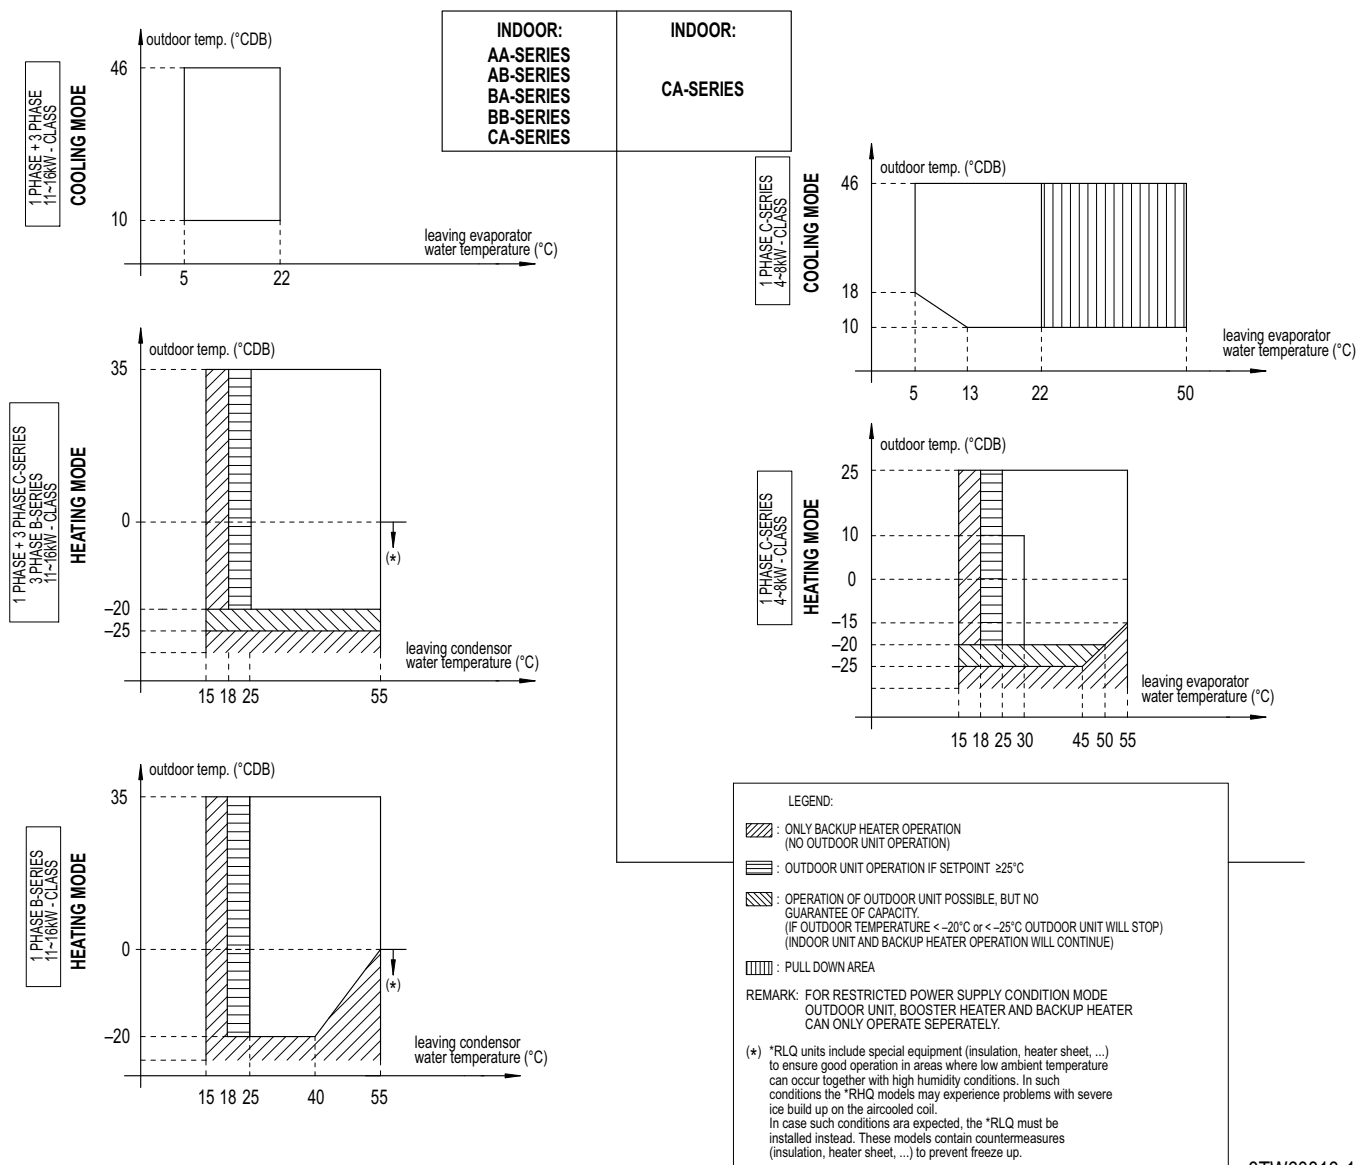 INDOOR:
AA-SERIES
AB-SERIES
BA-SERIES
BB-SERIES
CA-SERIES
INDOOR:
CA-SERIES
1 PHASE + 3 PHASE
11~16kW - CLASS
COOLING MODE
outdoor temp. (°CDB)
46
10
leaving evaporator
water temperature (°C)
5 22
1 PHASE + 3 PHASE C-SERIES
3 PHASE B-SERIES
11~16kW - CLASS
HEATING MODE
outdoor temp. (°CDB)
35
0
(*)
–20
–25
leaving condensor
water temperature (°C)
15 18 25 55
1 PHASE B-SERIES
11~16kW - CLASS
HEATING MODE
outdoor temp. (°CDB)
35
0
(*)
–20
leaving condensor
water temperature (°C)
15 18 25 40 55
1 PHASE C-SERIES
4~8kW - CLASS
COOLING MODE
outdoor temp. (°CDB)
46
18
10
leaving evaporator
water temperature (°C)
5 13 22 50
1 PHASE C-SERIES
4~8kW - CLASS
HEATING MODE
outdoor temp. (°CDB)
25
10
0
–15
–20
–25
leaving evaporator
water temperature (°C)
15 18 25 30 45 50 55
LEGEND:
: ONLY BACKUP HEATER OPERATION
(NO OUTDOOR UNIT OPERATION)
: OUTDOOR UNIT OPERATION IF SETPOINT ≥25°C
: OPERATION OF OUTDOOR UNIT POSSIBLE, BUT NO
GUARANTEE OF CAPACITY.
(IF OUTDOOR TEMPERATURE < –20°C or < –25°C OUTDOOR UNIT WILL STOP)
(INDOOR UNIT AND BACKUP HEATER OPERATION WILL CONTINUE)
: PULL DOWN AREA
REMARK: FOR RESTRICTED POWER SUPPLY CONDITION MODE
OUTDOOR UNIT, BOOSTER HEATER AND BACKUP HEATER
CAN ONLY OPERATE SEPERATELY.
(*) *RLQ units include special equipment (insulation, heater sheet, ...)
to ensure good operation in areas where low ambient temperature
can occur together with high humidity conditions. In such
conditions the *RHQ models may experience problems with severe
ice build up on the aircooled coil.
In case such conditions ara expected, the *RLQ must be
installed instead. These models contain countermeasures
(insulation, heater sheet, ...) to prevent freeze up.